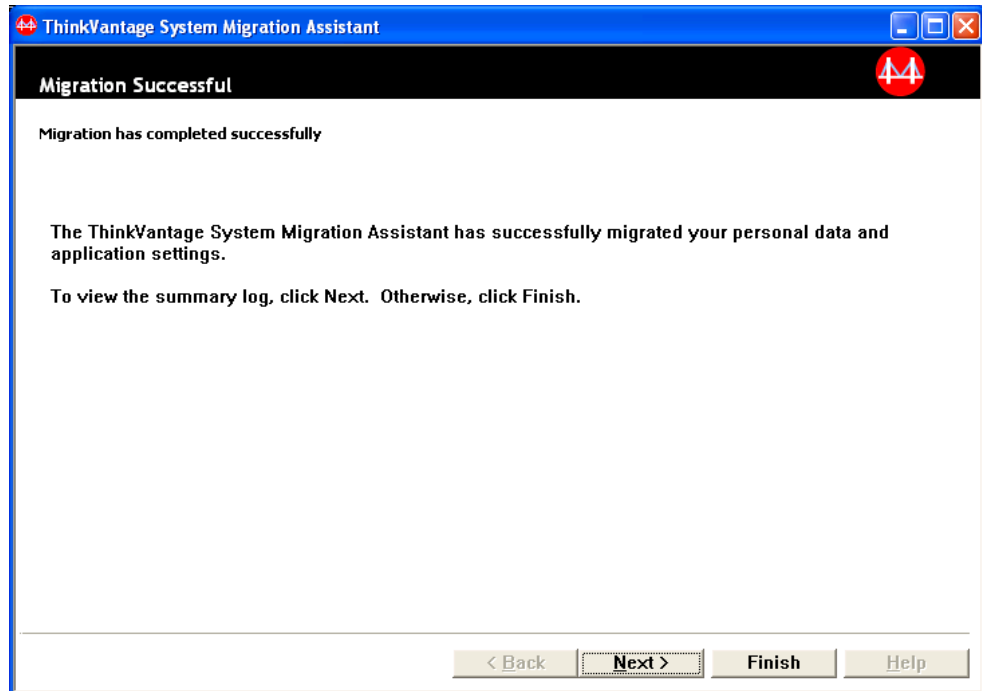 ThinkVantage System Migration Assistant
Migration Successful
Migration has completed successfully
The ThinkVantage System Migration Assistant has successfully migrated your personal data and
application settings.
To view the summary log, click Next.  Otherwise, click Finish.
< Back Next > Finish Help